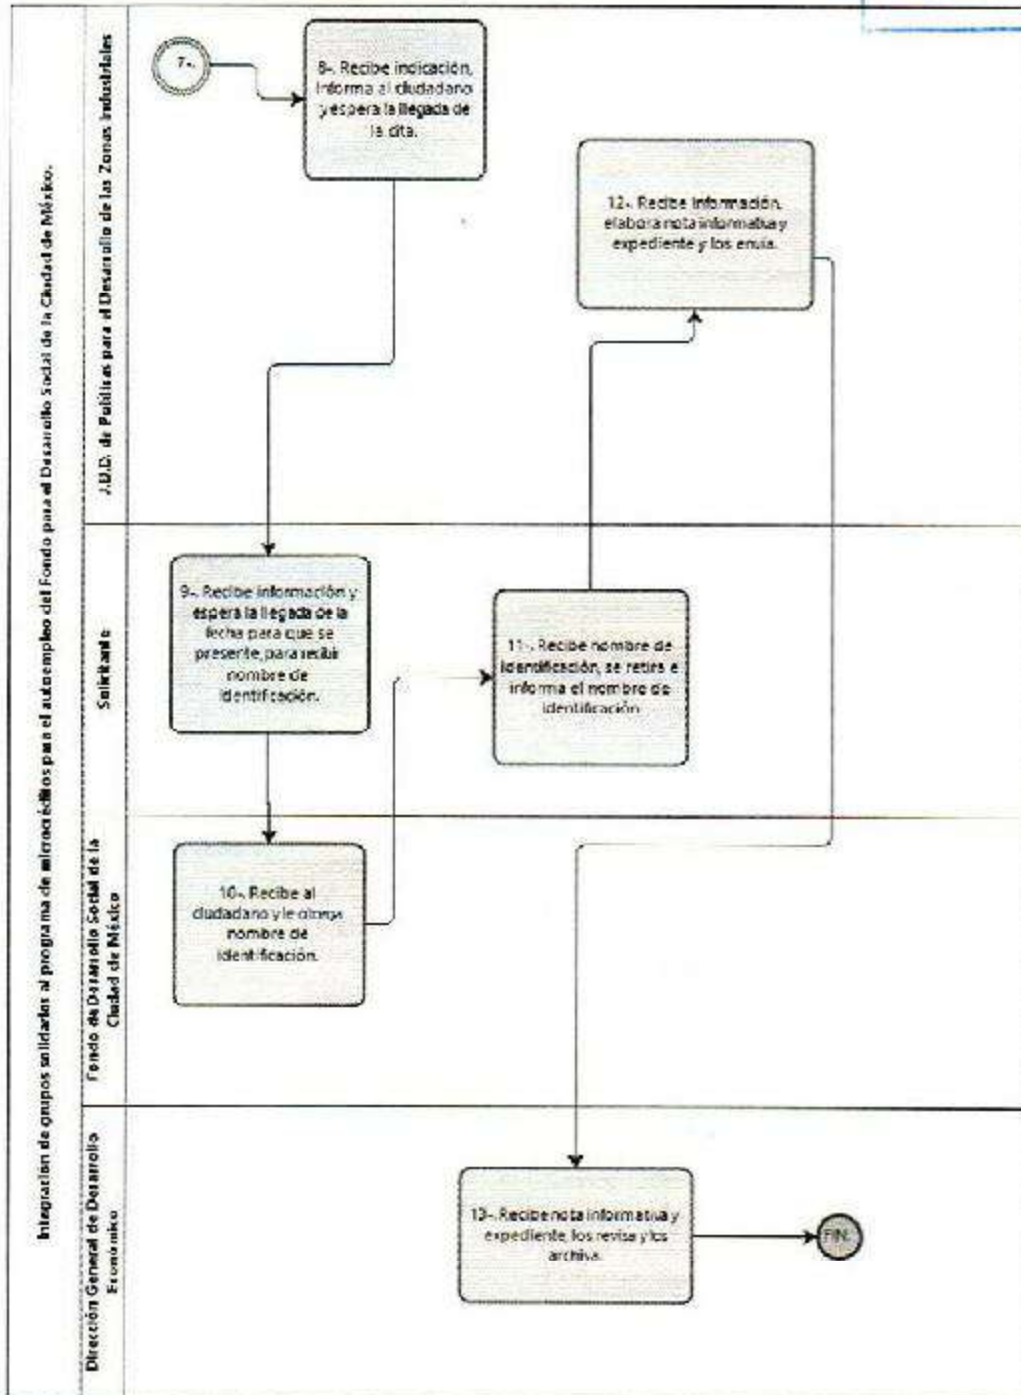 Integración de grupos solidarios al programa de microcréditos para el autoempleo del Fondo para el Desarrollo Social de la Ciudad de México.
J.U.D. de Publicas para el Desarrollo de las Zonas Industriales
7-.
8-. Recibe indicación,
informa al ciudadano
y espera la llegada de
la cita.
12-. Recibe información,
elabora nota informativa y
expediente y los envía.
Solicitante
9-. Recibe información y
espera la llegada de la
fecha para que se
presente, para recibir
nombre de
identificación.
11-. Recibe nombre de
identificación, se retira e
informa el nombre de
identificación
Fondo de Desarrollo Social de la
Ciudad de México
10-. Recibe al
ciudadano y le otorga
nombre de
identificación.
Dirección General de Desarrollo
Económico
13-. Recibe nota informativa y
expediente, los revisa y los
archiva.
FIN.